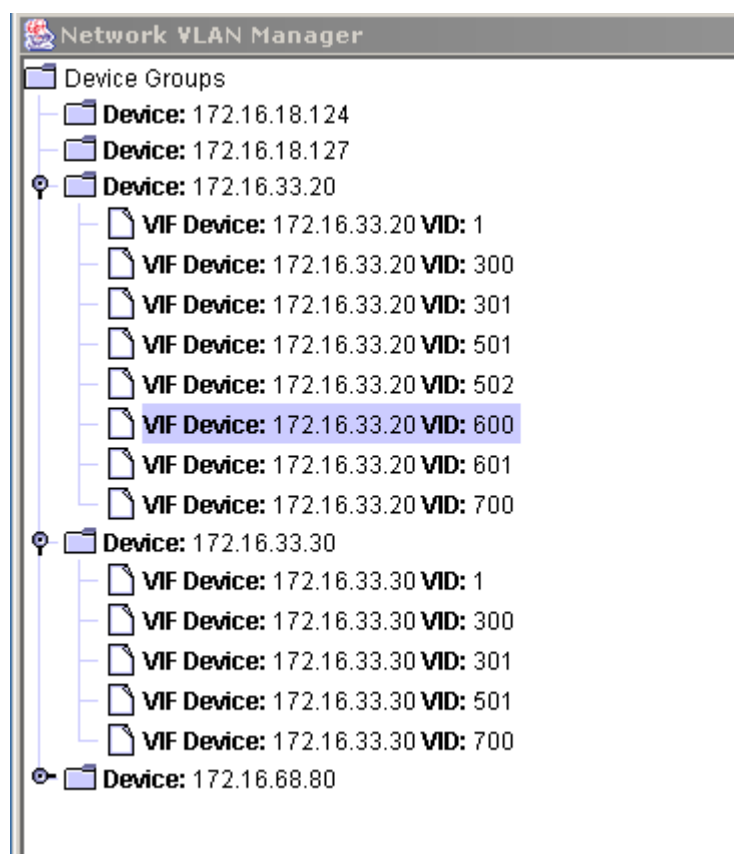 Network VLAN Manager
Device Groups
Device: 172.16.18.124
Device: 172.16.18.127
Device: 172.16.33.20
VIF Device: 172.16.33.20 VID: 1
VIF Device: 172.16.33.20 VID: 300
VIF Device: 172.16.33.20 VID: 301
VIF Device: 172.16.33.20 VID: 501
VIF Device: 172.16.33.20 VID: 502
VIF Device: 172.16.33.20 VID: 600
VIF Device: 172.16.33.20 VID: 601
VIF Device: 172.16.33.20 VID: 700
Device: 172.16.33.30
VIF Device: 172.16.33.30 VID: 1
VIF Device: 172.16.33.30 VID: 300
VIF Device: 172.16.33.30 VID: 301
VIF Device: 172.16.33.30 VID: 501
VIF Device: 172.16.33.30 VID: 700
Device: 172.16.68.80